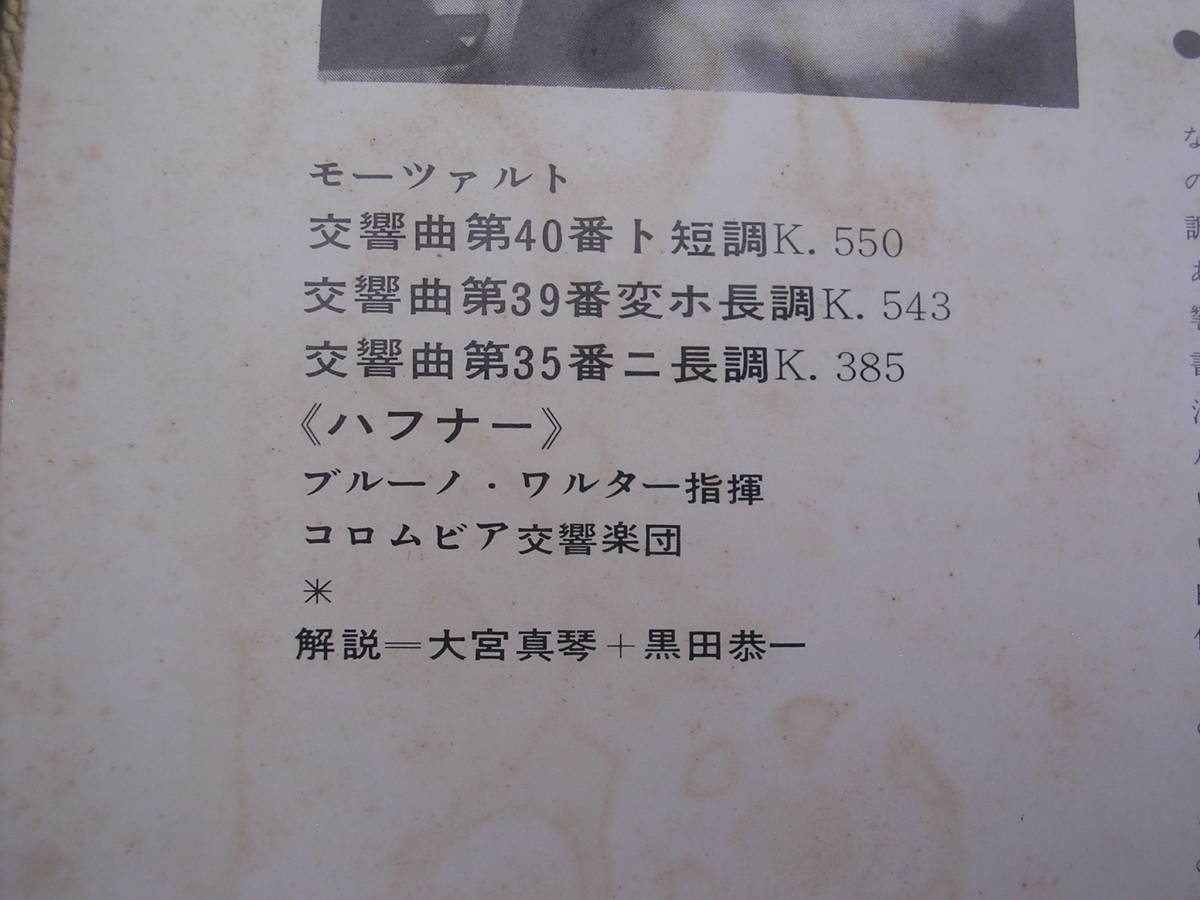 モーツァルト
交響曲第40番ト短調K. 550
交響曲第39番変ホ長調K. 543
交響曲第35番ニ長調K. 385
《ハフナー》
ブルーノ・ワルター指揮
コロムビア交響楽団
*
解説=大宮真琴+黒田恭一